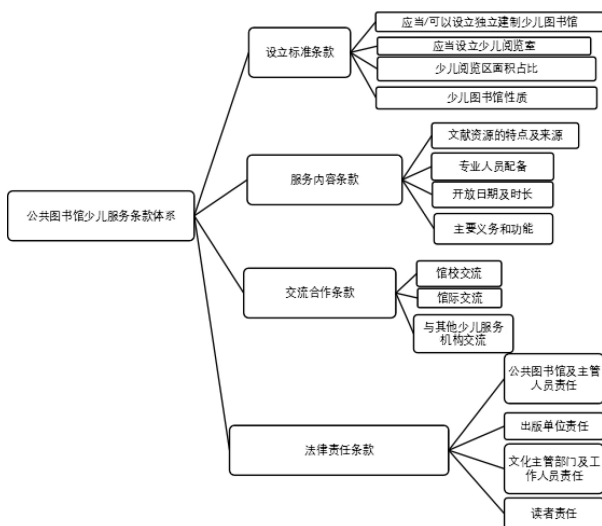 应当/可以设立独立建制少儿图书馆
设立标准条款
应当设立少儿阅览室
少儿阅览区面积占比
少儿图书馆性质
文献资源的特点及来源
服务内容条款
专业人员配备
开放日期及时长
主要义务和功能
公共图书馆少儿服务条款体系
交流合作条款
馆校交流
馆际交流
与其他少儿服务
机构交流
公共图书馆及主管
人员责任
法律责任条款
出版单位责任
文化主管部门及工
作人员责任
读者责任